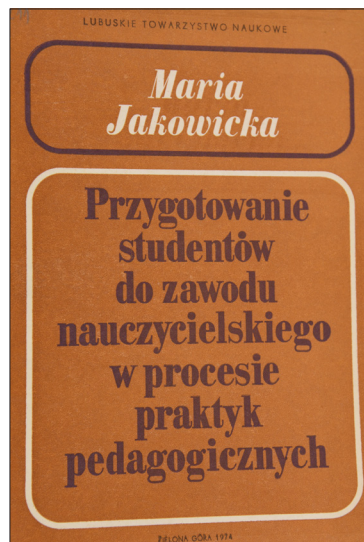 LUBUSKIE TOWARZYSTWO NAUKOWE
Maria
Jakowicka
Przygotowanie
studentów
do zawodu
nauczycielskiego
w procesie
praktyk
pedagogicznych
ZIELONA GÓRA 1974